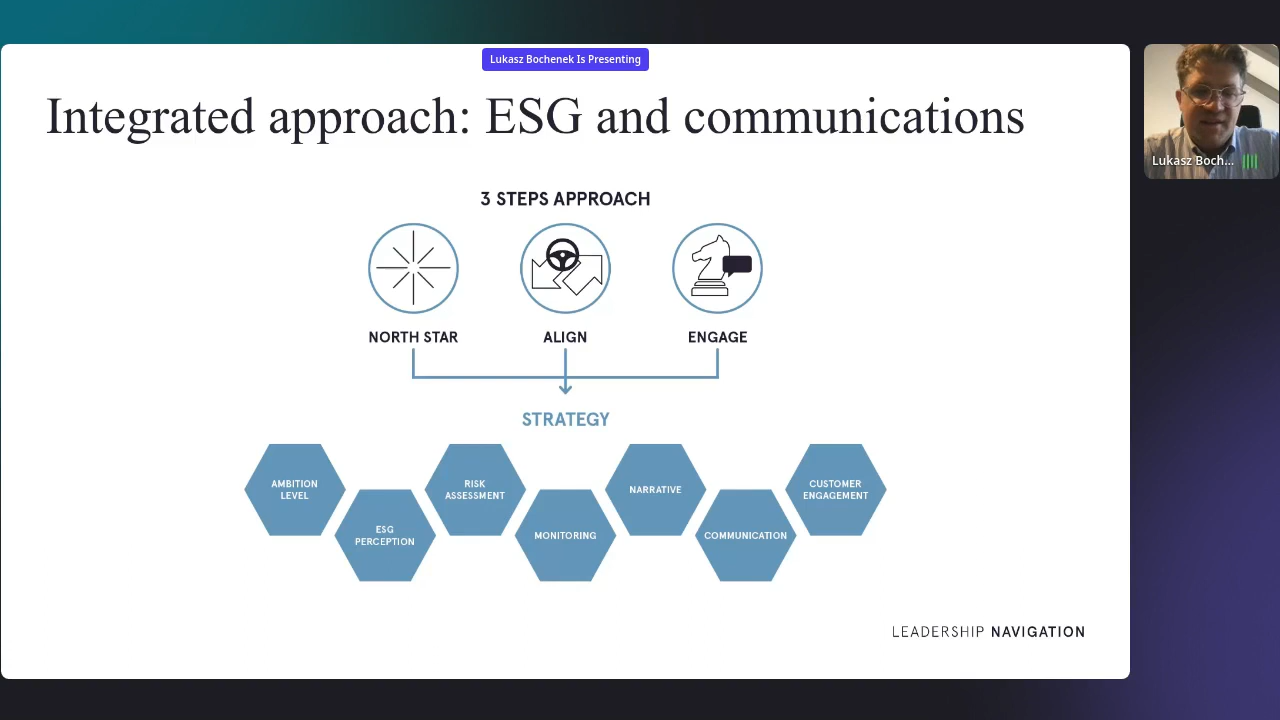 Lukasz Bochenek Is Presenting
Integrated approach: ESG and communications
Lukasz Boch...
3 STEPS APPROACH
NORTH STAR
ALIGN
ENGAGE
STRATEGY
AMBITION
LEVEL
ESG
PERCEPTION
RISK
ASSESSMENT
MONITORING
NARRATIVE
COMMUNICATION
CUSTOMER
ENGAGEMENT
LEADERSHIP NAVIGATION